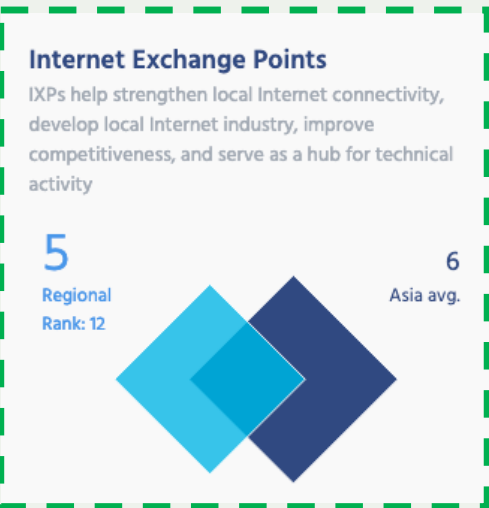 Internet Exchange Points
IXPs help strengthen local Internet connectivity,
develop local Internet industry, improve
competitiveness, and serve as a hub for technical
activity
5
Regional
Rank: 12
6
Asia avg.